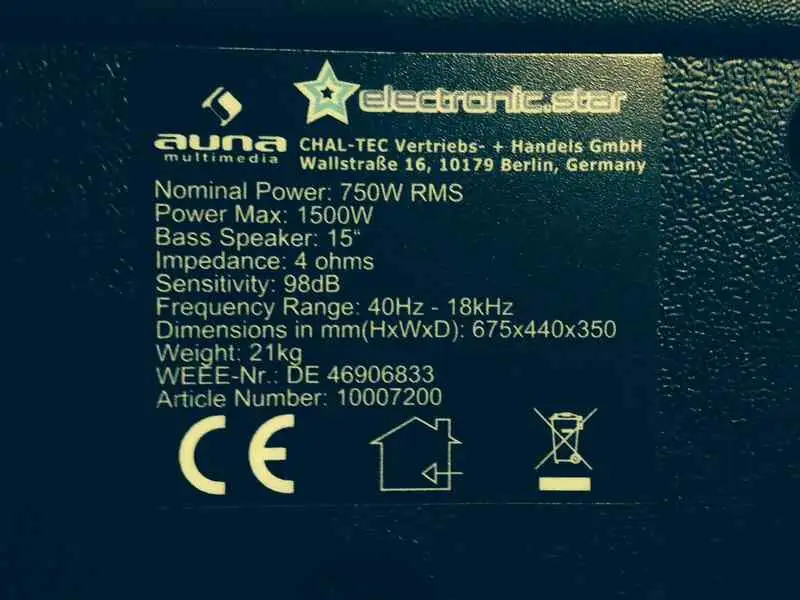 electronic.star
auna
multimedia
CHAL-TEC Vertriebs- + Handels GmbH
Wallstraße 16, 10179 Berlin, Germany
Nominal Power: 750W RMS
Power Max: 1500W
Bass Speaker: 15“
Impedance: 4 ohms
Sensitivity: 98dB
Frequency Range: 40Hz - 18kHz
Dimensions in mm(HxWxD): 675x440x350
Weight: 21kg
WEEE-Nr.: DE 46906833
Article Number: 10007200
CE